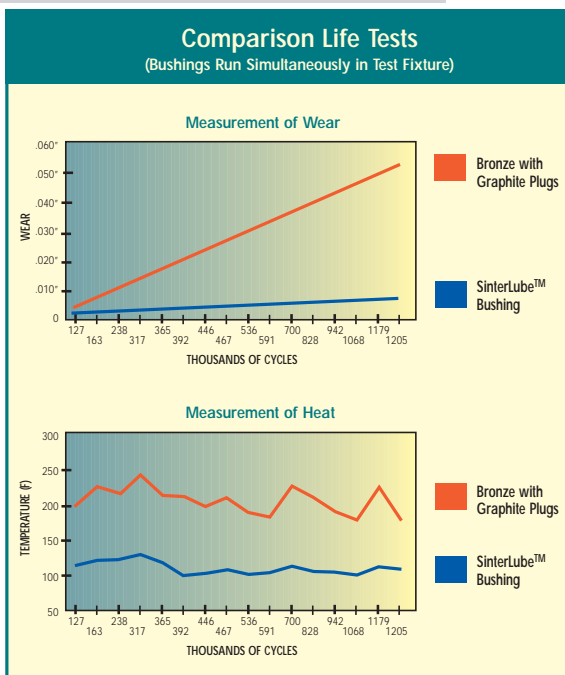 Comparison Life Tests
(Bushings Run Simultaneously in Test Fixture)
Measurement of Wear
.060"
.050"
.040"
.030"
.020"
.010"
0
WEAR
127 238 365 446 536 700 942 1179
163 317 392 467 591 828 1068 1205
THOUSANDS OF CYCLES
Bronze with
Graphite Plugs
SinterLube™
Bushing
Measurement of Heat
300
250
200
150
100
50
TEMPERATURE (F)
127 238 365 446 536 700 942 1179
163 317 392 467 591 828 1068 1205
THOUSANDS OF CYCLES
Bronze with
Graphite Plugs
SinterLube™
Bushing